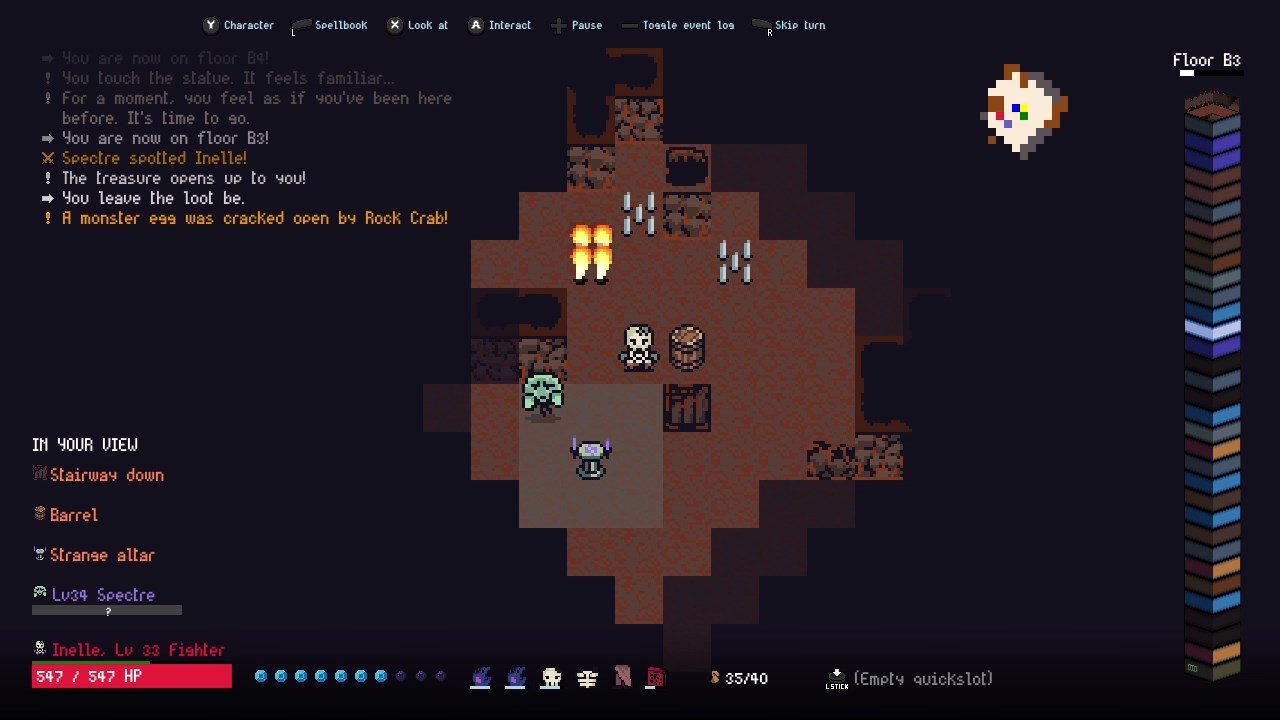 Y Character L Spellbook X Look at A Interact Pause Toggle event log R Skip turn
Floor B3
You are now on floor B4!
! You touch the statue. It feels familiar...
! For a moment, you feel as if you've been here
before. It's time to go.
You are now on floor B3!
Spectre spotted Inelle!
! The treasure opens up to you!
You leave the loot be.
! A monster egg was cracked open by Rock Crab!
IN YOUR VIEW
Stairway down
Barrel
Strange altar
Lv34 Spectre
?
Inelle, Lv 33 Fighter
547 / 547 HP
35/40
L STICK (Empty quickslot)